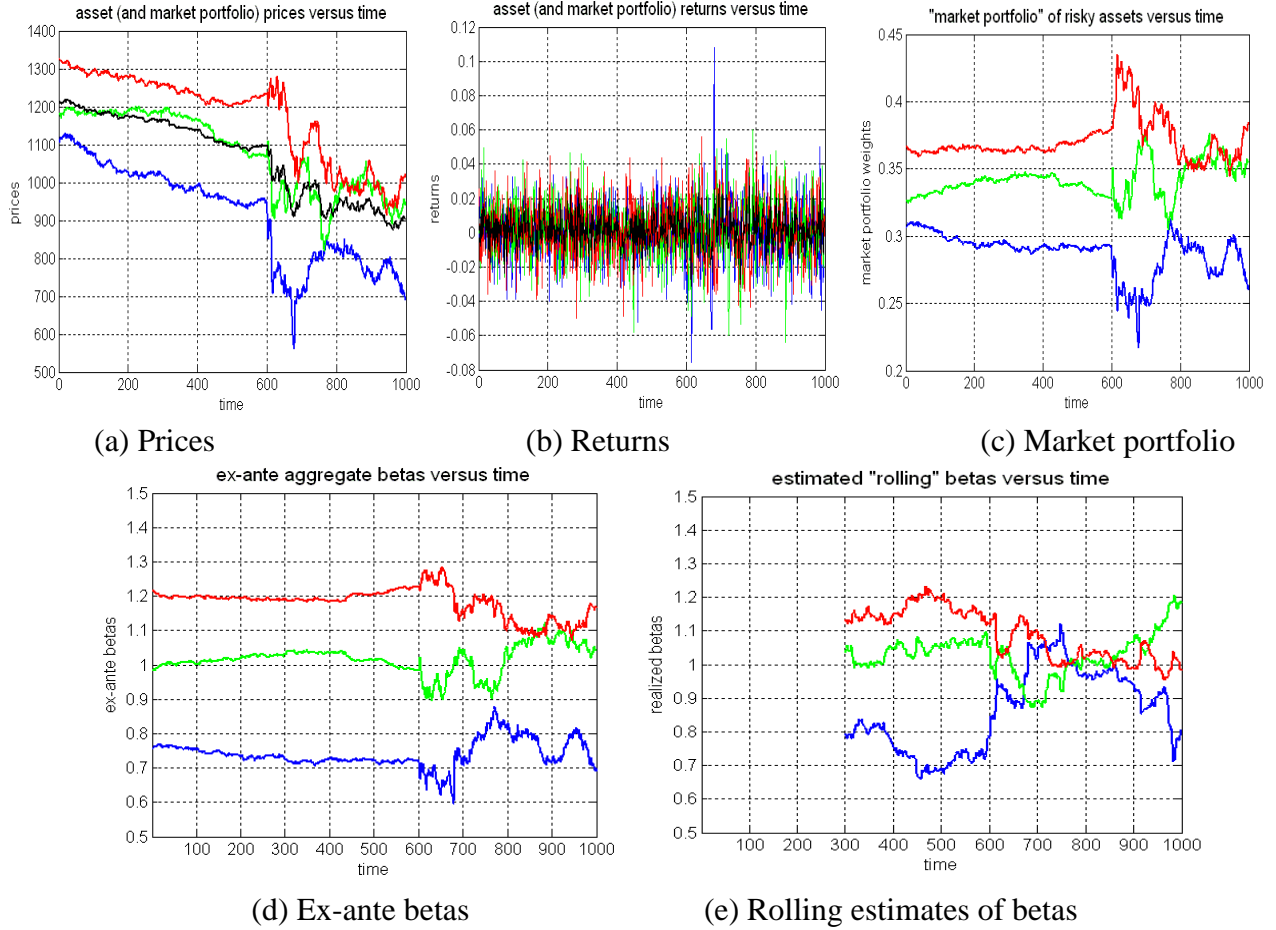 asset (and market portfolio) prices versus time
1400
1300
1200
1100
1000
900
800
700
600
500
prices
0 200 400 600 800 1000
time
(a) Prices
asset (and market portfolio) returns versus time
0.12
0.1
0.08
0.06
0.04
0.02
0
-0.02
-0.04
-0.06
-0.08
returns
0 200 400 600 800 1000
time
(b) Returns
"market portfolio" of risky assets versus time
0.45
0.4
0.35
0.3
0.25
0.2
market portfolio weights
0 200 400 600 800 1000
time
(c) Market portfolio
ex-ante aggregate betas versus time
1.5
1.4
1.3
1.2
1.1
1
0.9
0.8
0.7
0.6
0.5
ex-ante betas
100 200 300 400 500 600 700 800 900 1000
time
(d) Ex-ante betas
estimated "rolling" betas versus time
1.5
1.4
1.3
1.2
1.1
1
0.9
0.8
0.7
0.6
0.5
realized betas
100 200 300 400 500 600 700 800 900 1000
time
(e) Rolling estimates of betas